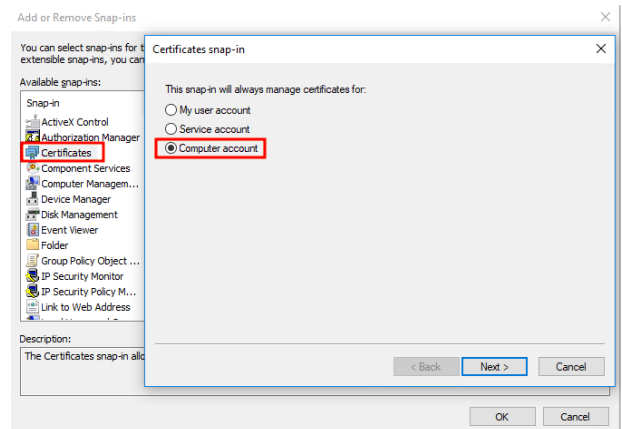 Add or Remove Snap-ins
You can select snap-ins for t
extensible snap-ins, you can
Available snap-ins:
Snap-in
ActiveX Control
Authorization Manager
Certificates
Component Services
Computer Managem...
Device Manager
Disk Management
Event Viewer
Folder
Group Policy Object ...
IP Security Monitor
IP Security Policy M...
Link to Web Address
Description:
The Certificates snap-in allo
Certificates snap-in
This snap-in will always manage certificates for:
My user account
Service account
Computer account
< Back
Next >
Cancel
OK
Cancel